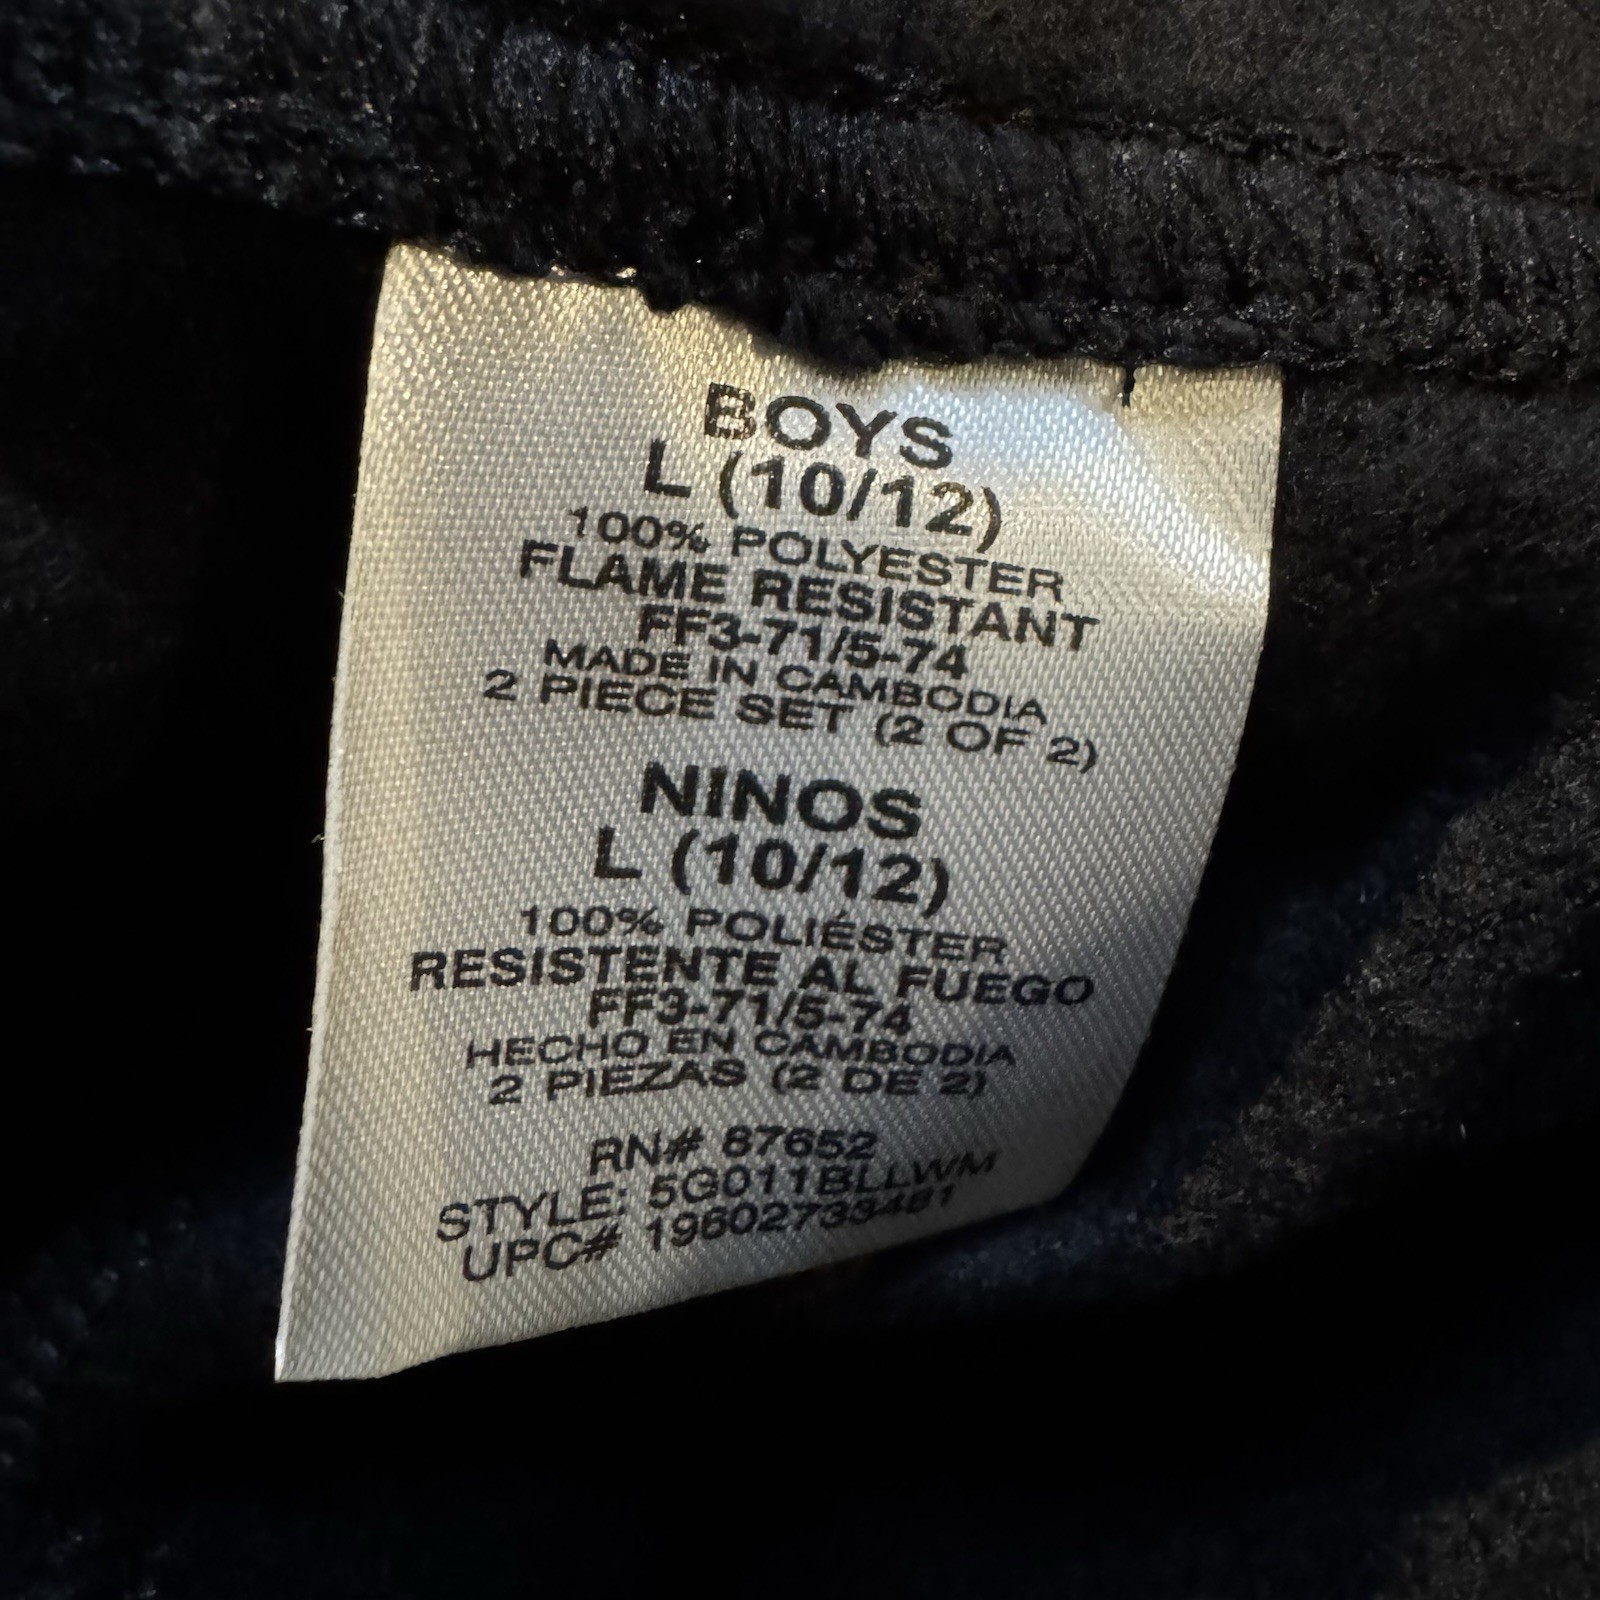 BOYS
L (10/12)
100% POLYESTER
FLAME RESISTANT
FF3-71/5-74
MADE IN CAMBODIA
2 PIECE SET (2 OF 2)
NINOS
L (10/12)
100% POLIÉSTER
RESISTENTE AL FUEGO
FF3-71/5-74
HECHO EN CAMBODIA
2 PIEZAS (2 DE 2)
RN# 87652
STYLE: 5G011BLLWM
UPC# 196027339481